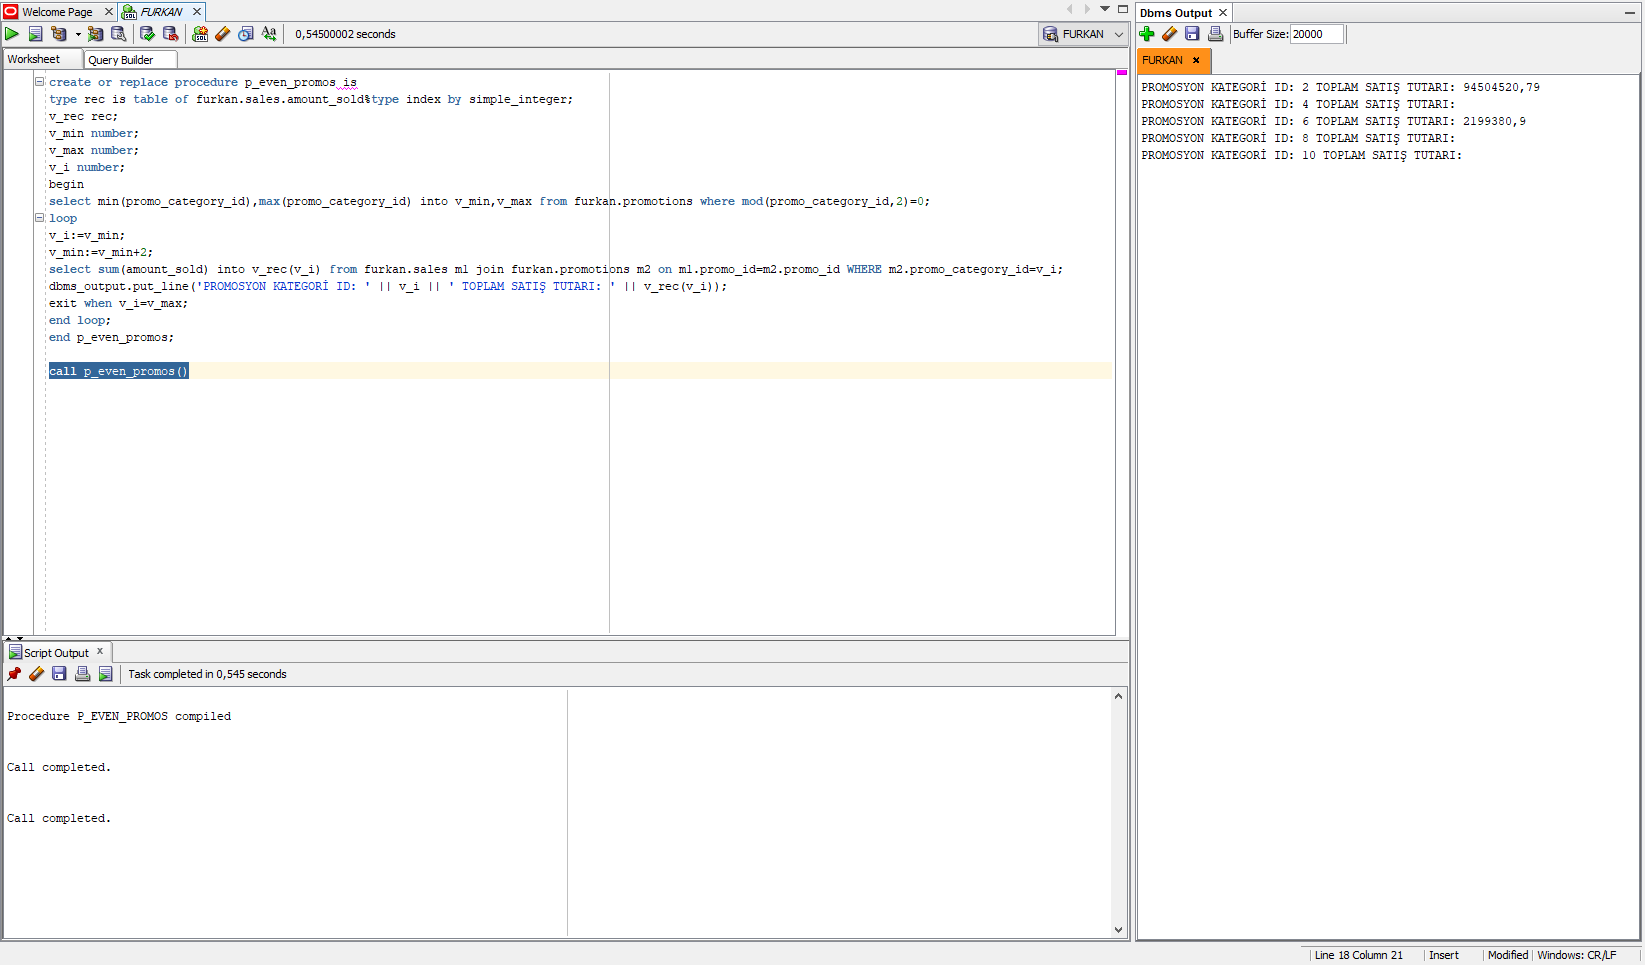 Welcome Page
FURKAN
Dbms Output
0,54500002 seconds
FURKAN
Buffer Size: 20000
Worksheet
Query Builder
FURKAN
create or replace procedure p_even_promos is
type rec is table of furkan.sales.amount_sold%type index by simple_integer;
v_rec rec;
v_min number;
v_max number;
v_i number;
begin
select min(promo_category_id),max(promo_category_id) into v_min,v_max from furkan.promotions where mod(promo_category_id,2)=0;
loop
v_i:=v_min;
v_min:=v_min+2;
select sum(amount_sold) into v_rec(v_i) from furkan.sales m1 join furkan.promotions m2 on m1.promo_id=m2.promo_id WHERE m2.promo_category_id=v_i;
dbms_output.put_line('PROMOSYON KATEGORİ ID: ' || v_i || ' TOPLAM SATIŞ TUTARI: ' || v_rec(v_i));
exit when v_i=v_max;
end loop;
end p_even_promos;
call p_even_promos()
PROMOSYON KATEGORİ ID: 2 TOPLAM SATIŞ TUTARI: 94504520,79
PROMOSYON KATEGORİ ID: 4 TOPLAM SATIŞ TUTARI:
PROMOSYON KATEGORİ ID: 6 TOPLAM SATIŞ TUTARI: 2199380,9
PROMOSYON KATEGORİ ID: 8 TOPLAM SATIŞ TUTARI:
PROMOSYON KATEGORİ ID: 10 TOPLAM SATIŞ TUTARI:
Script Output
Task completed in 0,545 seconds
Procedure P_EVEN_PROMOS compiled
Call completed.
Call completed.
Line 18 Column 21
Insert
Modified
Windows: CR/LF